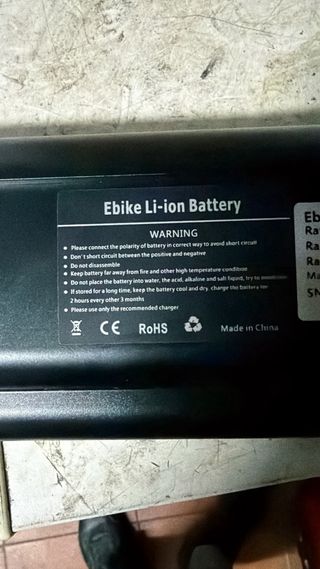 Ebike Li-ion Battery
WARNING
• Please connect the polarity of battery in correct way to avoid short circuit
• Don't short circuit between the positive and negative
• Do not disassemble
• Keep battery far away from fire and other high temperature condition
• Do not place the battery into water, the acid, alkaline and salt liquid, try to
• If stored for a long time, keep the battery cool and dry. charge the battery for
2 hours every other 3 months
• Please use only the recommended charger
CE RoHS Made in China
Eb
Rat
Ra
Ra
Ma
SN